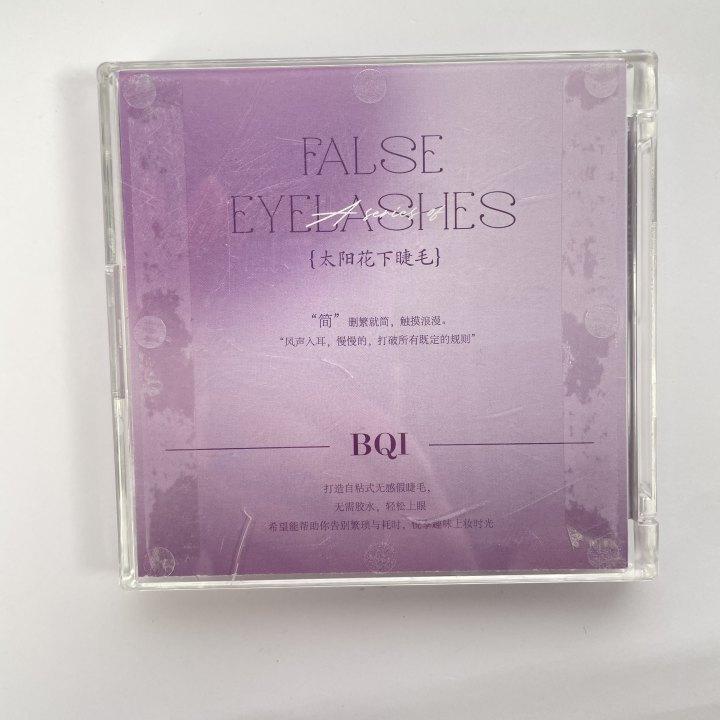 FALSE
EYELASHES
A series of
{太阳花下睫毛}
“简” 删繁就简，触摸浪漫。
“风声入耳，慢慢的，打破所有既定的规则”
BQI
打造自粘式无感假睫毛，
无需胶水，轻松上眼
希望能帮助你告别繁琐与耗时，悦享趣味上妆时光